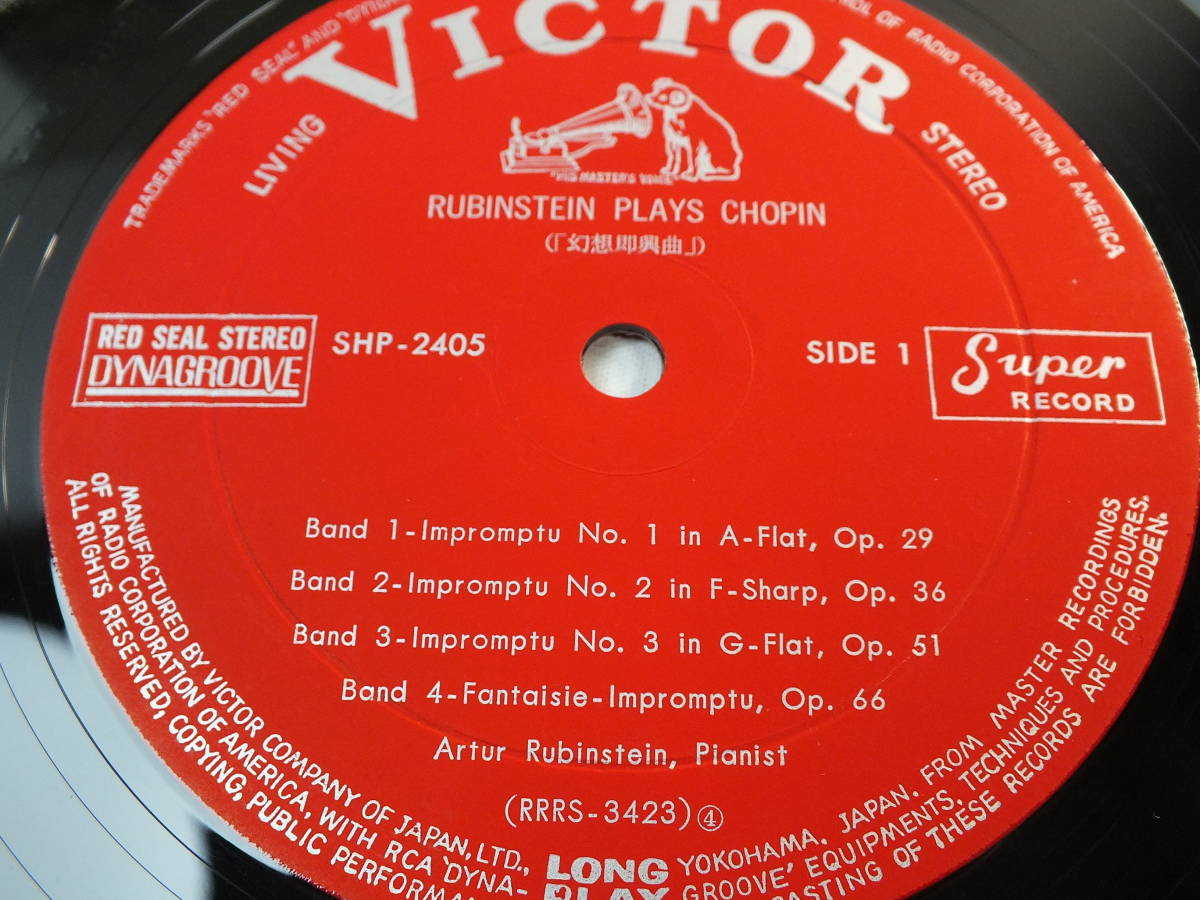 TRADEMARKS "RED SEAL" AND "DYNA
ROL OF RADIO CORPORATION OF AMERICA
VICTOR
LIVING
STEREO
"HIS MASTER'S VOICE"
RUBINSTEIN PLAYS CHOPIN
(「幻想即興曲」)
RED SEAL STEREO
DYNAGROOVE
SHP-2405
SIDE 1
Super
RECORD
Band 1-Impromptu No. 1 in A-Flat, Op. 29
Band 2-Impromptu No. 2 in F-Sharp, Op. 36
Band 3-Impromptu No. 3 in G-Flat, Op. 51
Band 4-Fantaisie-Impromptu, Op. 66
Artur Rubinstein, Pianist
(RRRS-3423)④
MANUFACTURED BY VICTOR COMPANY OF JAPAN, LTD., YOKOHAMA, JAPAN. FROM MASTER RECORDINGS
OF RADIO CORPORATION OF AMERICA, WITH RCA 'DYNA-GROOVE' EQUIPMENTS, TECHNIQUES AND PROCEDURES.
ALL RIGHTS RESERVED, COPYING, PUBLIC PERFORMA CASTING OF THESE RECORDS ARE FORBIDDEN.
LONG
PLAY